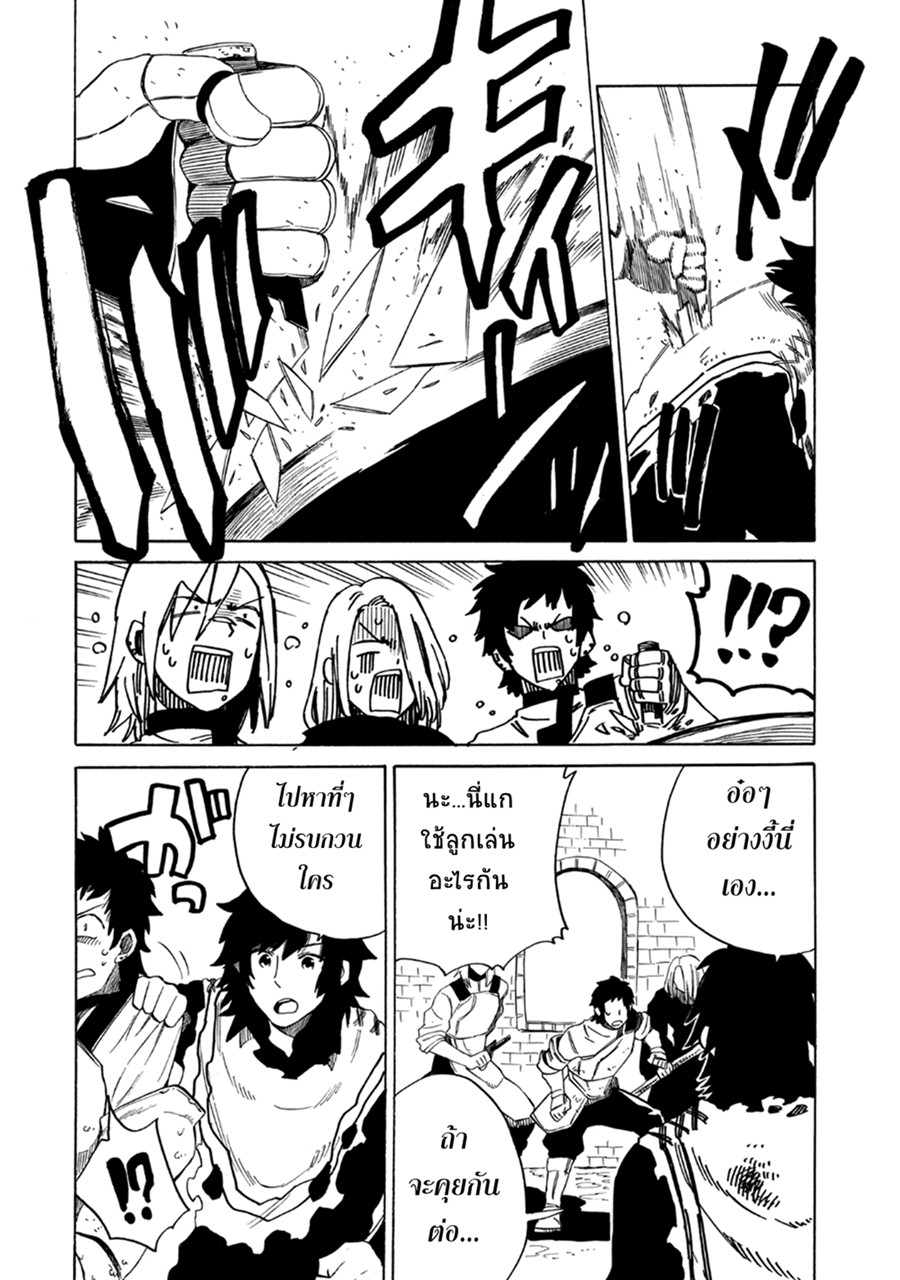 !!?
อ๋อๆ
อย่างงี้นี่
เอง...
นะ...นี่แก
ใช้ลูกเล่น
อะไรกัน
น่ะ!!
ถ้า
จะคุยกัน
ต่อ...
ไปหาที่ๆ
ไม่รบกวน
ใคร
ガッ
!?